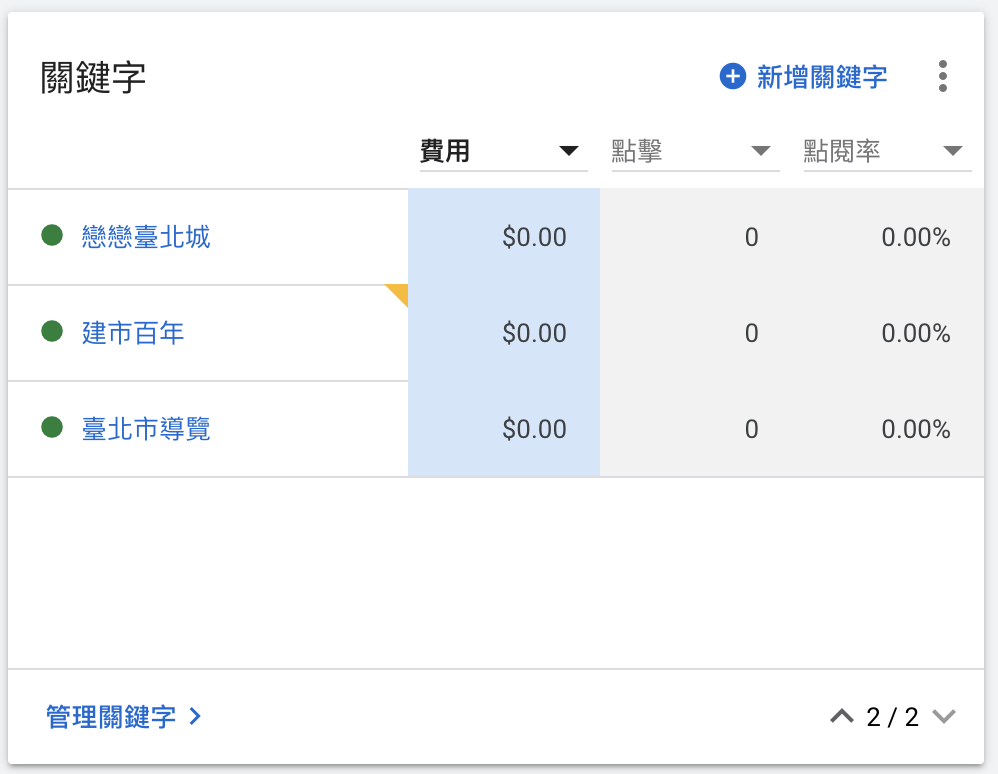 關鍵字
新增關鍵字
費用 點擊 點閱率
戀戀臺北城 $0.00 0 0.00%
建市百年 $0.00 0 0.00%
臺北市導覽 $0.00 0 0.00%
管理關鍵字 2 / 2